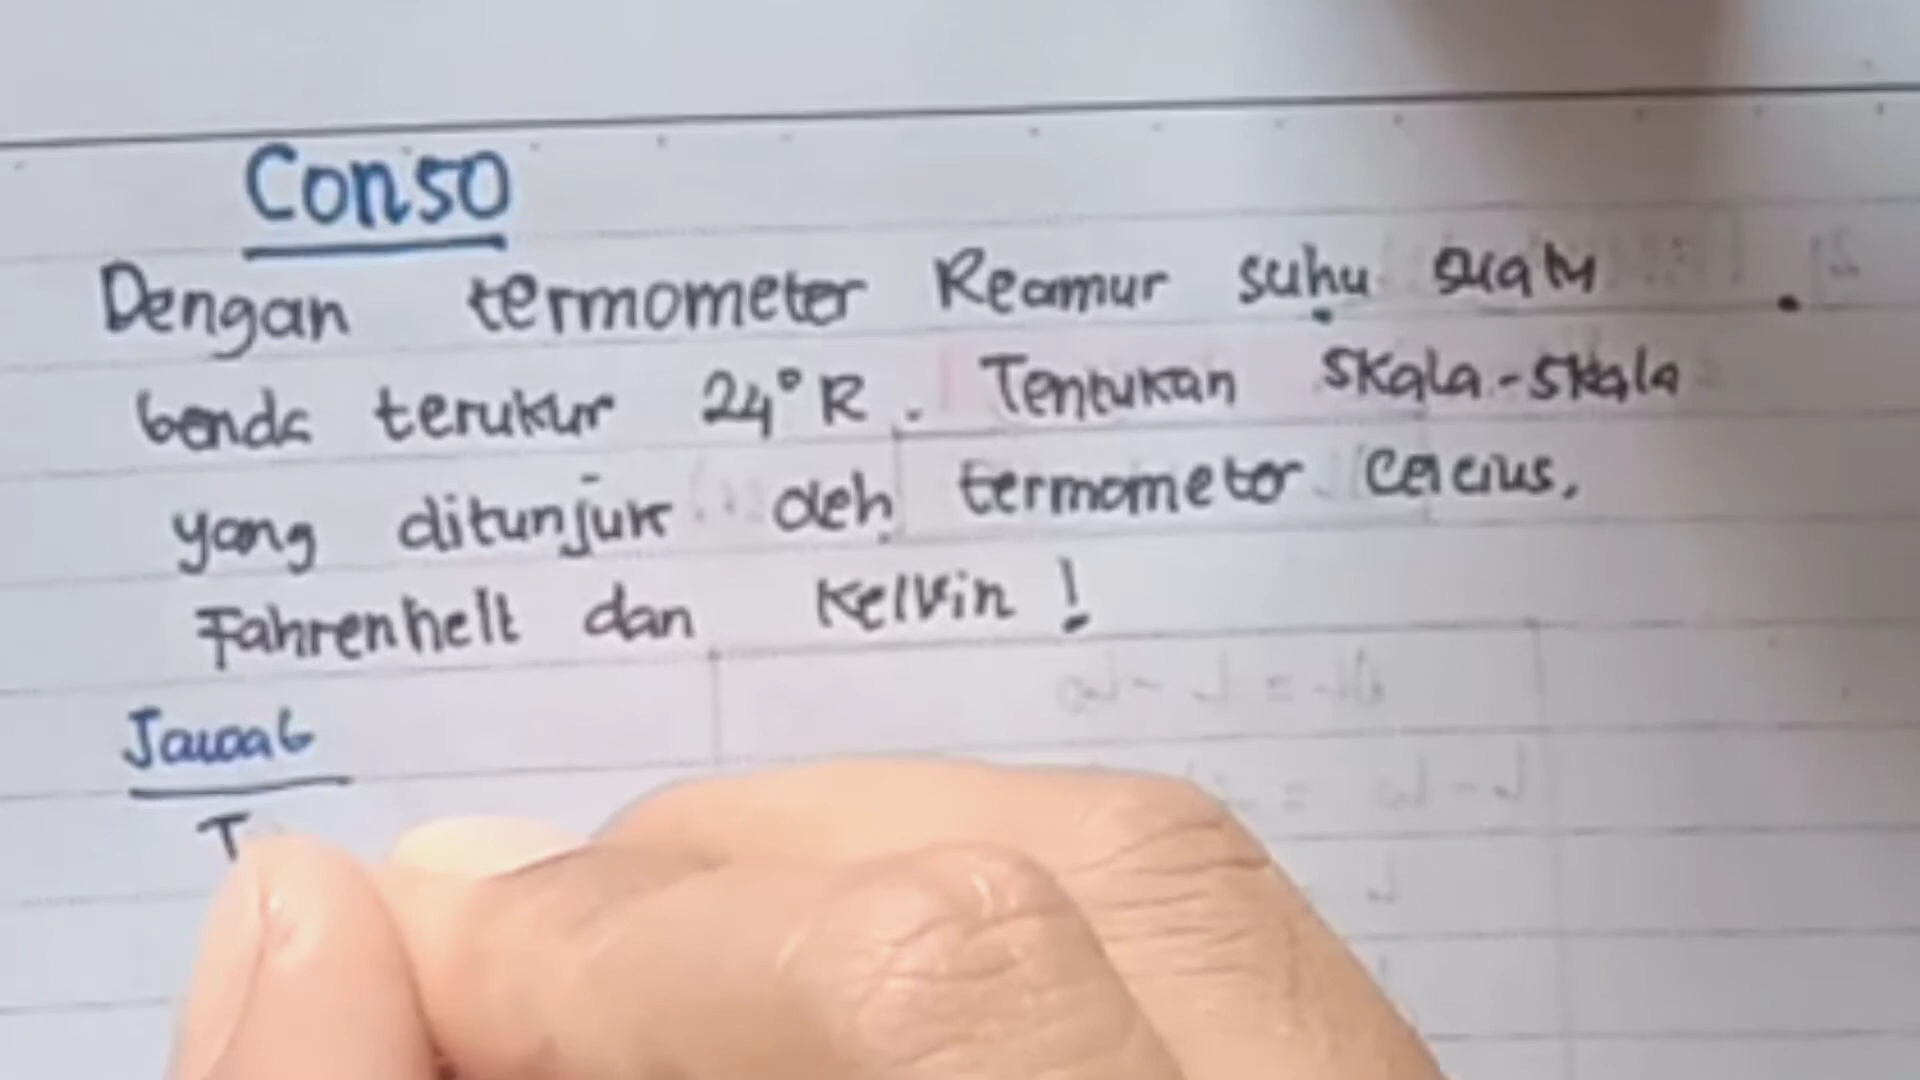 Conso
Dengan termometer Reamur suhu suatu
benda terukur 24°R. Tentukan skala-skala
yang ditunjuk oleh termometer Celcius,
Fahrenheit dan Kelvin!
Jawab
T